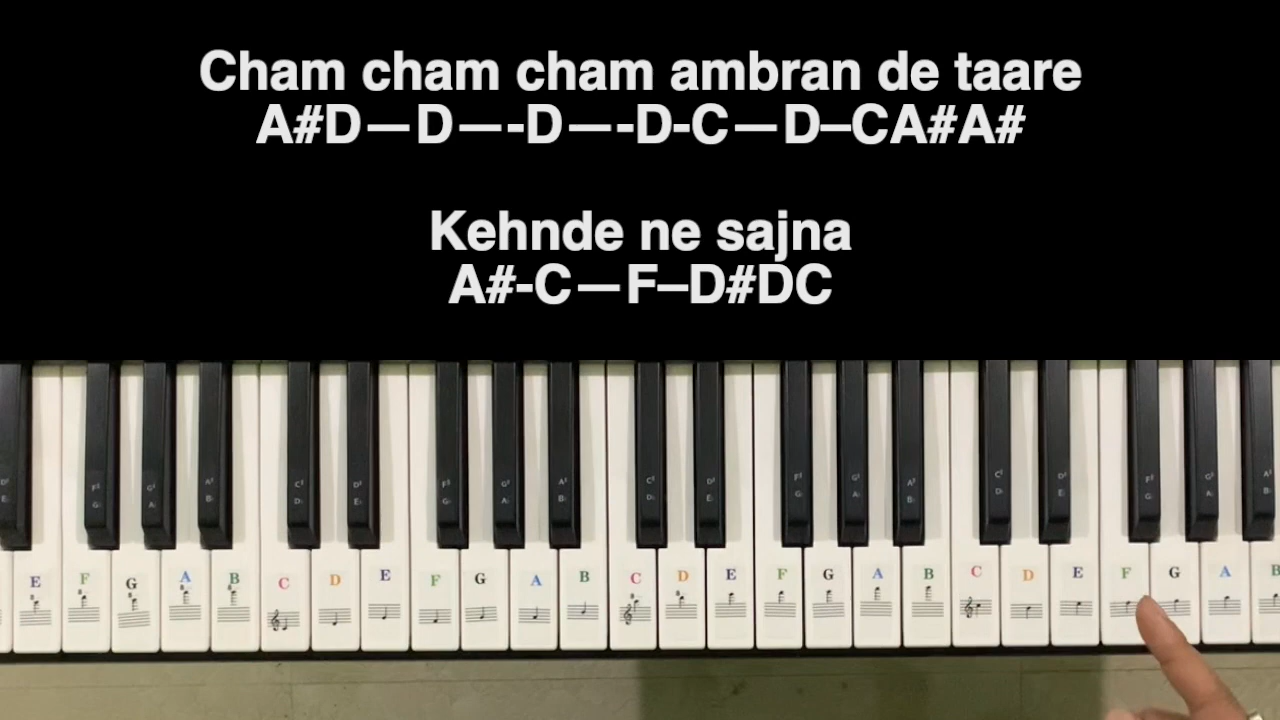 Cham cham cham ambran de taare
A#D—D—-D—-D-C—D–CA#A#
Kehnde ne sajna
A#-C—F–D#DC
E F G A B C D E F G A B C D E F G A B C D E F G A B